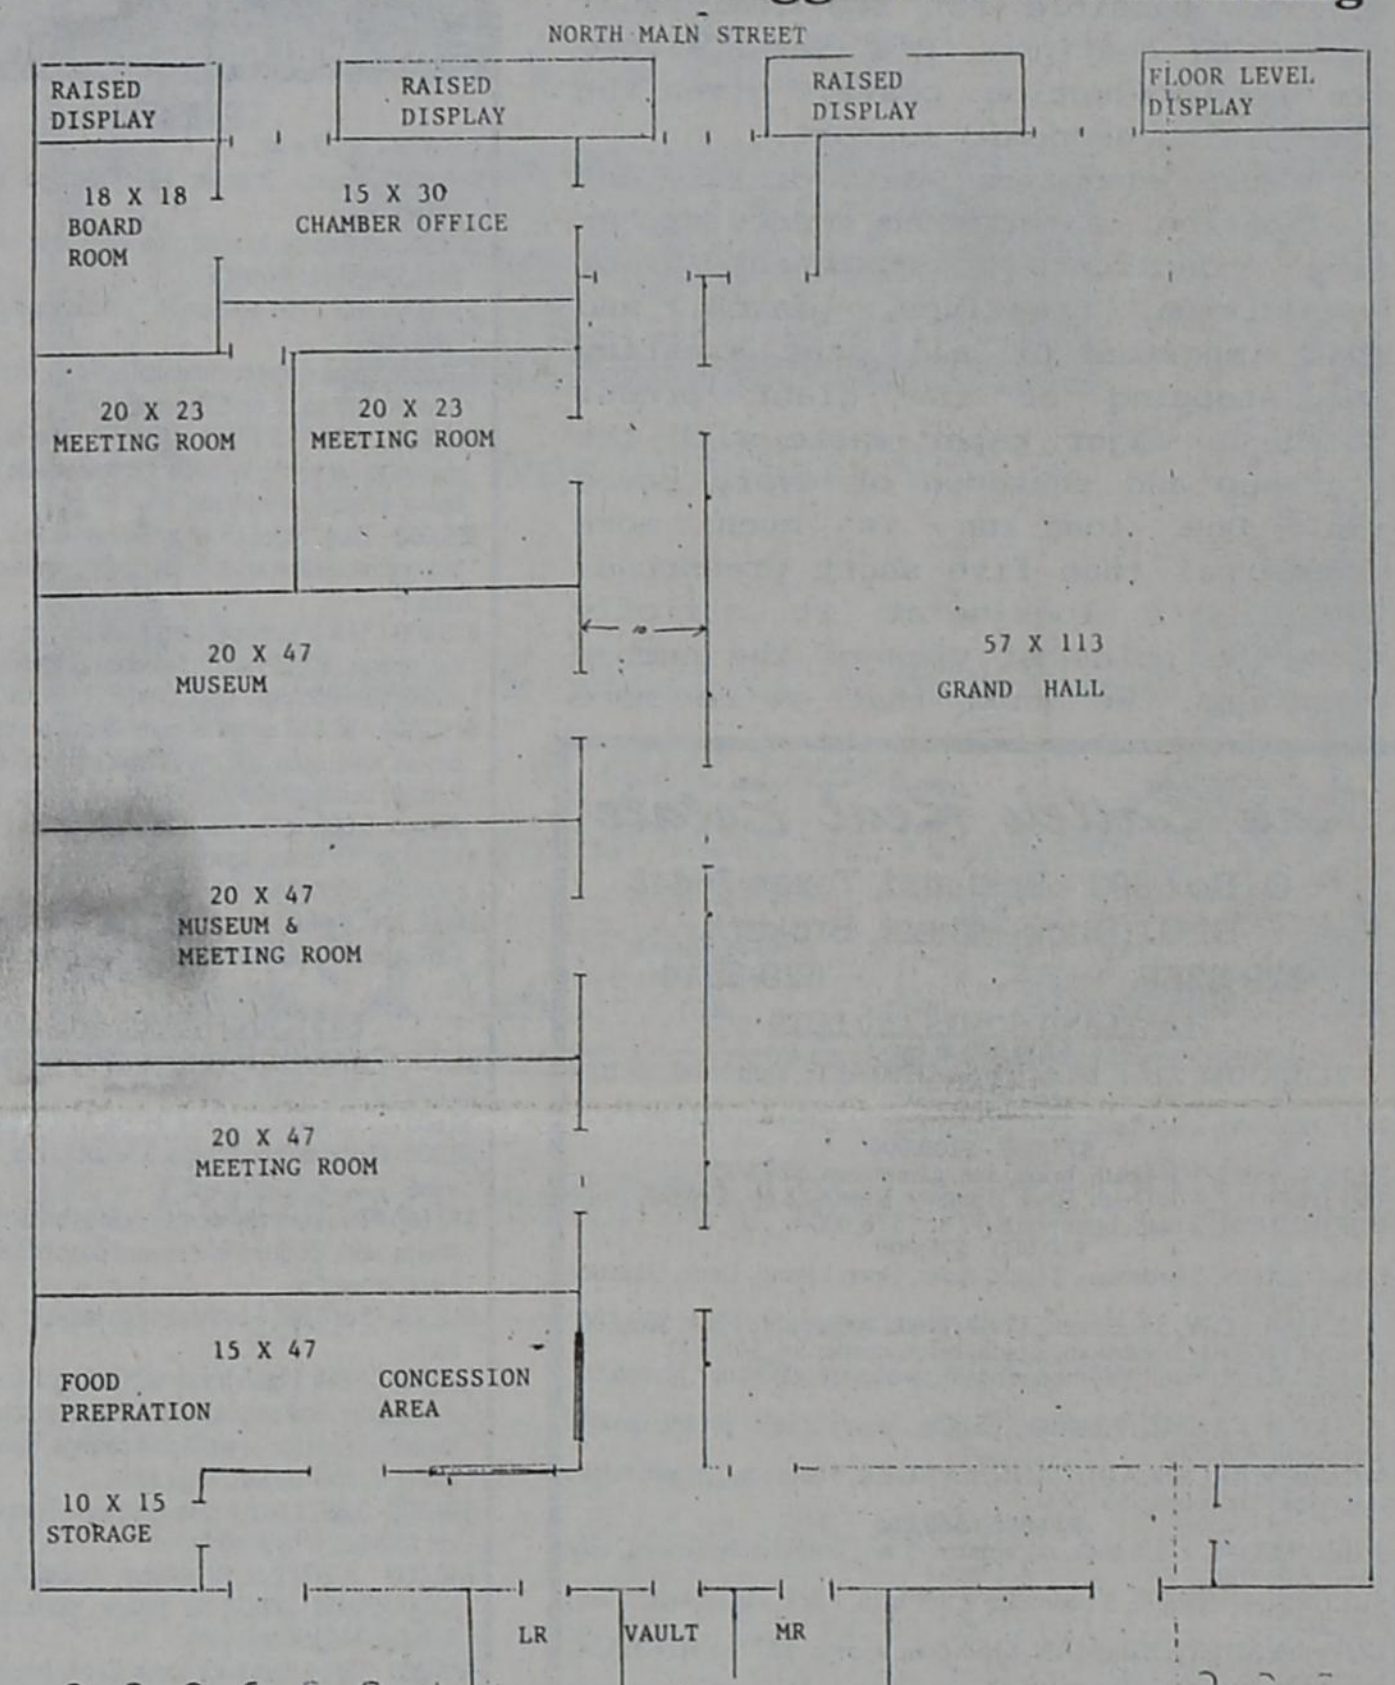 NORTH MAIN STREET
RAISED
DISPLAY
RAISED
DISPLAY
RAISED
DISPLAY
FLOOR LEVEL
DISPLAY
18 X 18
BOARD
ROOM
15 X 30
CHAMBER OFFICE
20 X 23
MEETING ROOM
20 X 23
MEETING ROOM
20 X 47
MUSEUM
10
57 X 113
GRAND HALL
20 X 47
MUSEUM &
MEETING ROOM
20 X 47
MEETING ROOM
15 X 47
FOOD
PREPRATION
CONCESSION
AREA
10 X 15
STORAGE
LR
VAULT
MR